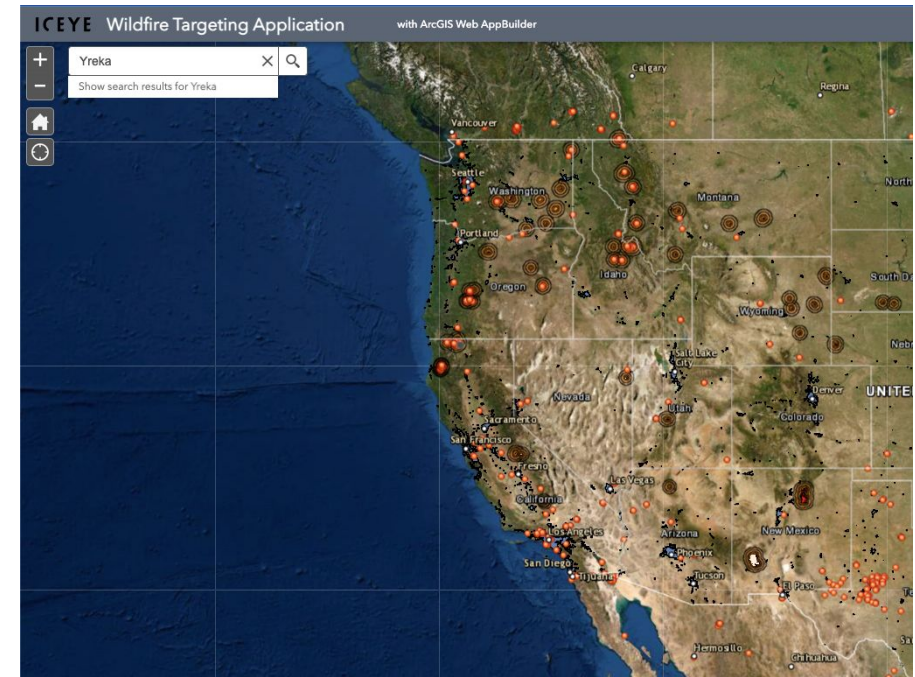 ICEYE Wildfire Targeting Application with ArcGIS Web AppBuilder
+
Yreka
−
Show search results for Yreka
Calgary
Regina
Vancouver
Seattle
Washington
North
Montana
Portland
Idaho
South Da
Oregon
Wyoming
Nebr
Salt Lake
City
Nevada
Denver
UNITE
Utah
Colorado
Sacramento
San Francisco
Fresno
Las Vegas
California
Los Angeles
Arizona
New Mexico
Phoenix
San Diego
Tijuana
Tucson
El Paso
Te
Sa
Hermosillo
Chihuahua